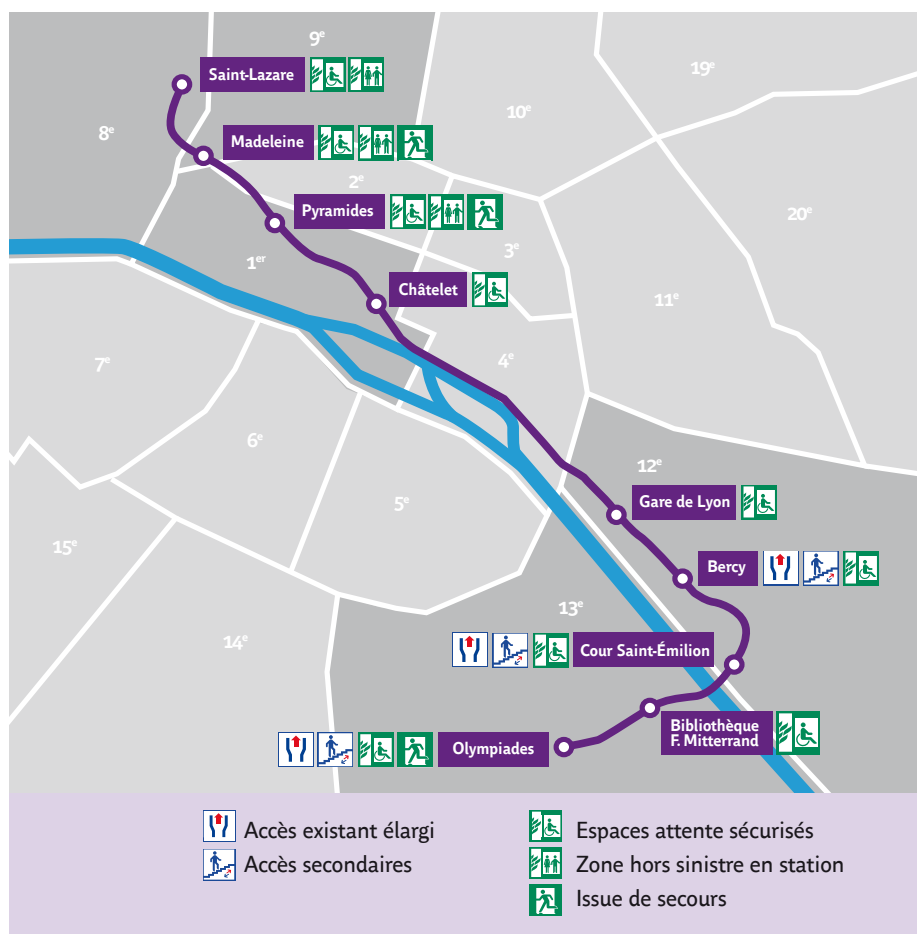 9e
19e
Saint-Lazare
10e
8e
Madeleine
2e
Pyramides
20e
3e
1er
Châtelet
11e
7e
4e
6e
12e
5e
Gare de Lyon
15e
Bercy
13e
14e
Cour Saint-Émilion
Bibliothèque
F. Mitterrand
Olympiades
Accès existant élargi
Accès secondaires
Espaces attente sécurisés
Zone hors sinistre en station
Issue de secours